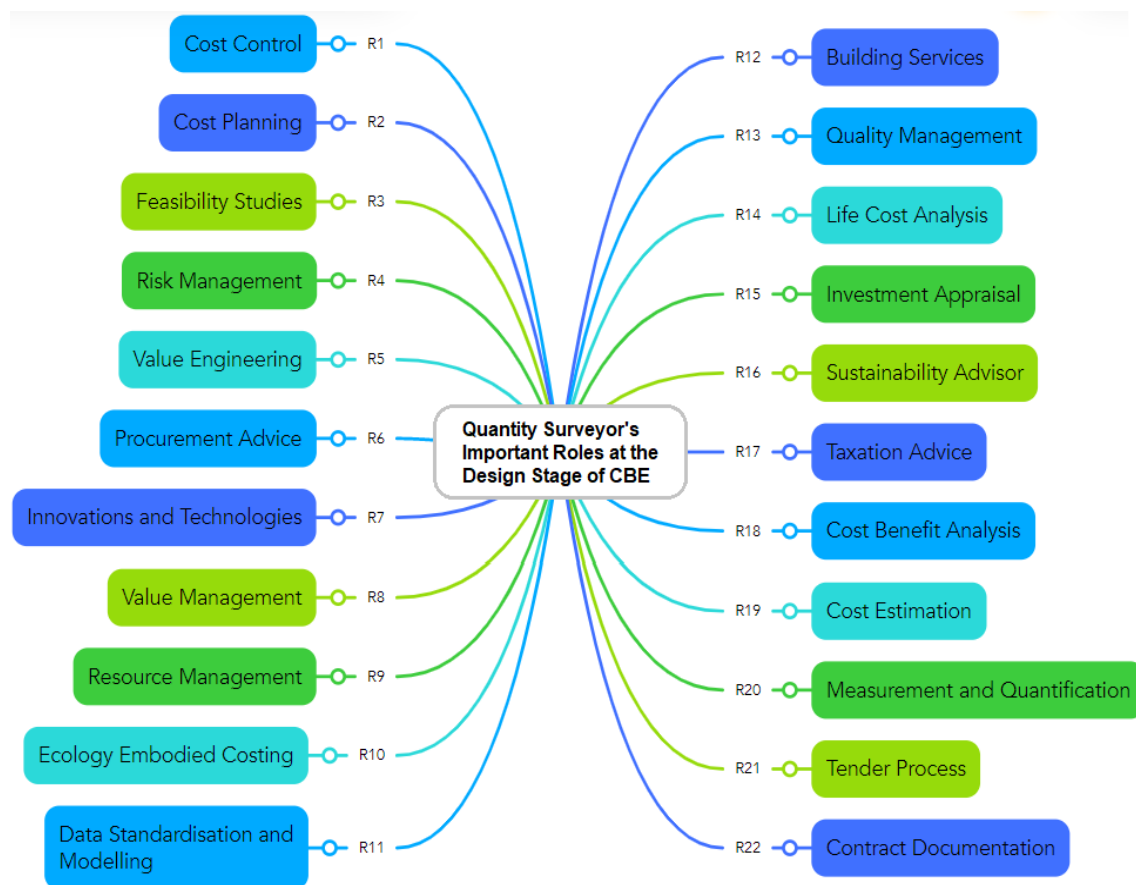 Cost Control
R1
Cost Planning
R2
Feasibility Studies
R3
Risk Management
R4
Value Engineering
R5
Procurement Advice
R6
Innovations and Technologies
R7
Value Management
R8
Resource Management
R9
Ecology Embodied Costing
R10
Data Standardisation and
Modelling
R11
Quantity Surveyor's
Important Roles at the
Design Stage of CBE
R12
Building Services
R13
Quality Management
R14
Life Cost Analysis
R15
Investment Appraisal
R16
Sustainability Advisor
R17
Taxation Advice
R18
Cost Benefit Analysis
R19
Cost Estimation
R20
Measurement and Quantification
R21
Tender Process
R22
Contract Documentation